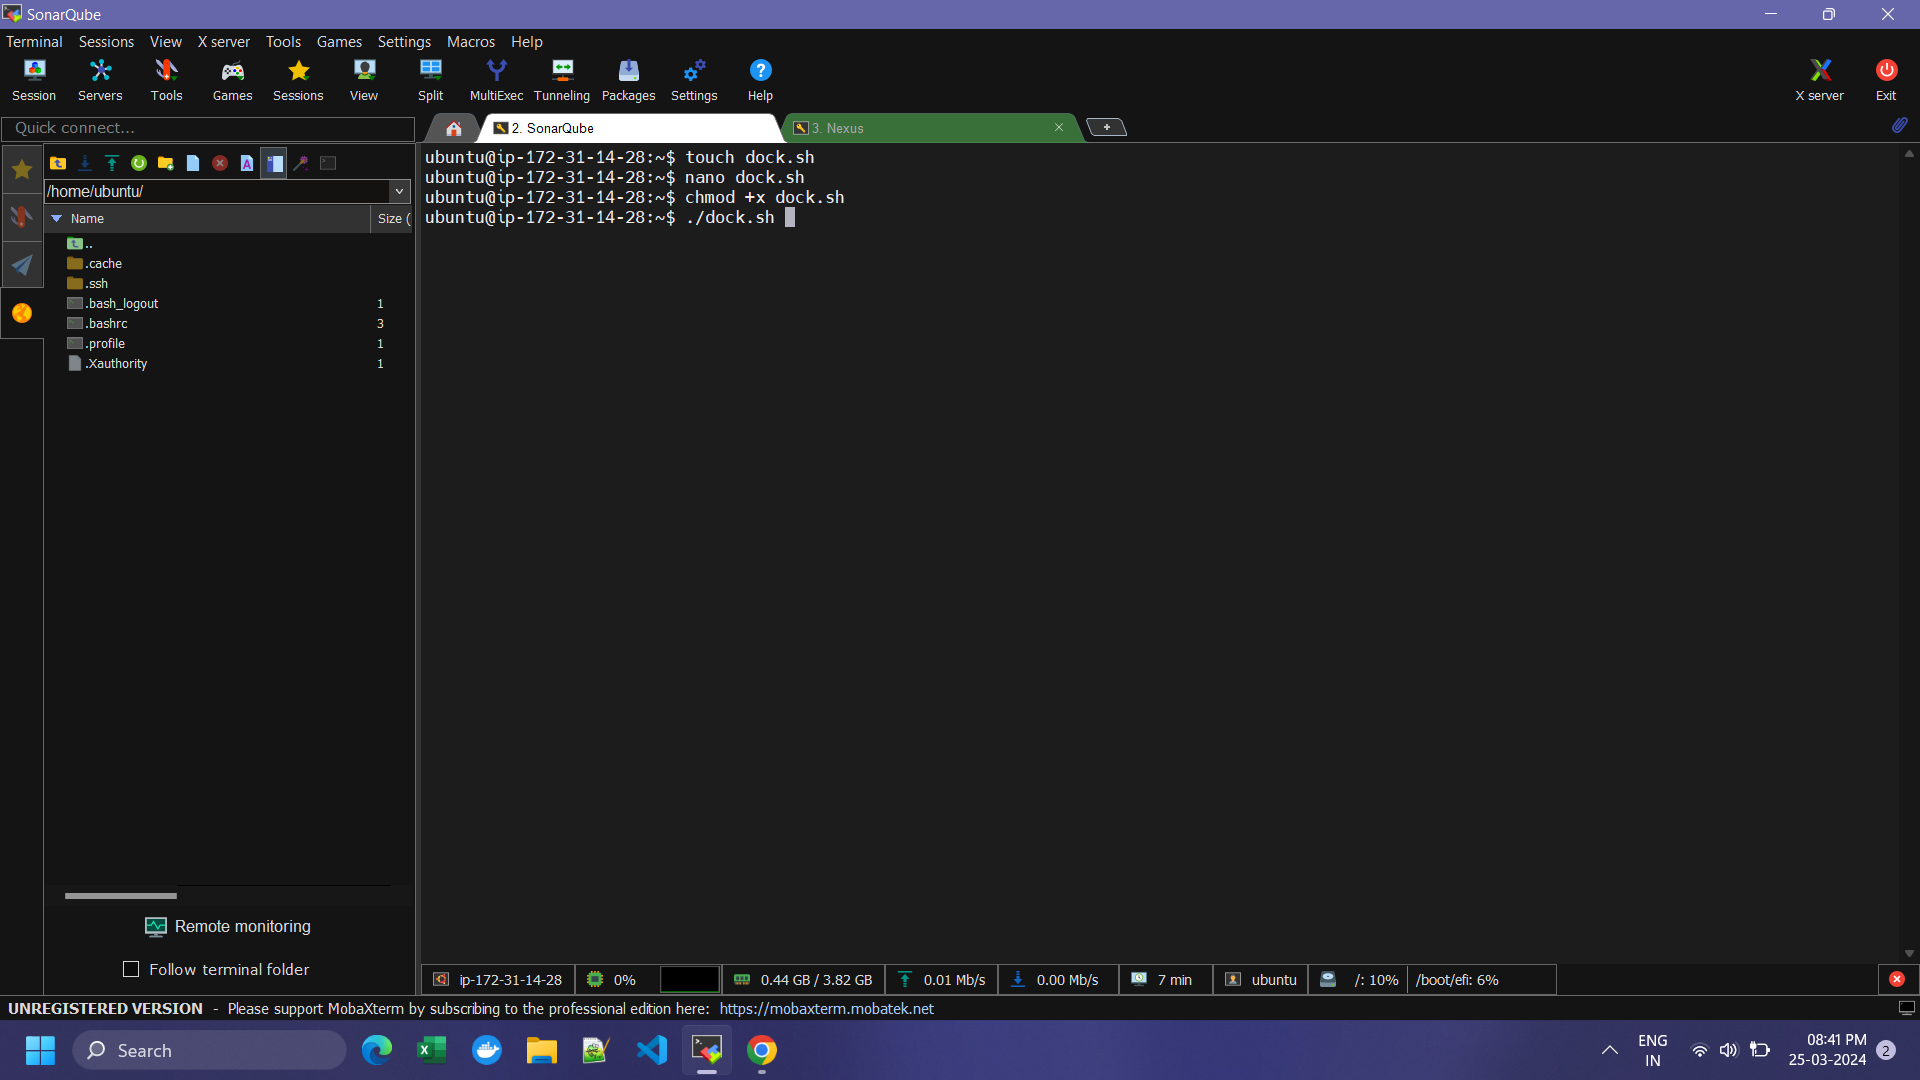 SonarQube
Terminal Sessions View X server Tools Games Settings Macros Help
Session Servers Tools Games Sessions View Split MultiExec Tunneling Packages Settings Help X server Exit
Quick connect...
2. SonarQube
3. Nexus
/home/ubuntu/
Name Size (
..
.cache
.ssh
.bash_logout 1
.bashrc 3
.profile 1
.Xauthority 1
ubuntu@ip-172-31-14-28:~$ touch dock.sh
ubuntu@ip-172-31-14-28:~$ nano dock.sh
ubuntu@ip-172-31-14-28:~$ chmod +x dock.sh
ubuntu@ip-172-31-14-28:~$ ./dock.sh
Remote monitoring
Follow terminal folder
ip-172-31-14-28 0% 0.44 GB / 3.82 GB 0.01 Mb/s 0.00 Mb/s 7 min ubuntu /: 10% /boot/efi: 6%
UNREGISTERED VERSION - Please support MobaXterm by subscribing to the professional edition here: https://mobaxterm.mobatek.net
Search
ENG
IN
08:41 PM
25-03-2024
2